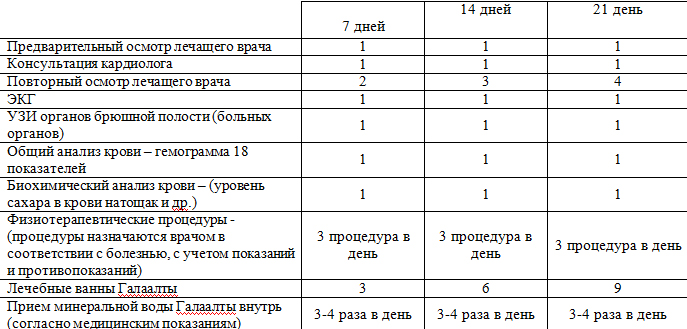 14 дней 21 день
7 дней
Предварительный осмотр лечащего врача 1 1 1
Консультация кардиолога 1 1 1
Повторный осмотр лечащего врача 2 3 4
ЭКГ 1 1 1
УЗИ органов брюшной полости (больных
органов) 1 1 1
Общий анализ крови – гемограмма 18
показателей 1 1 1
Биохимический анализ крови – (уровень
сахара в крови натощак и др.) 1 1 1
Физиотерапевтические процедуры -
(процедуры назначаются врачом в
соответствии с болезнью, с учетом показаний
и противопоказаний) 3 процедура в день 3 процедура в день 3 процедура в день
Лечебные ванны Галаалты 3 6 9
Прием минеральной воды Галаалты внутрь
(согласно медицинским показаниям) 3-4 раза в день 3-4 раза в день 3-4 раза в день